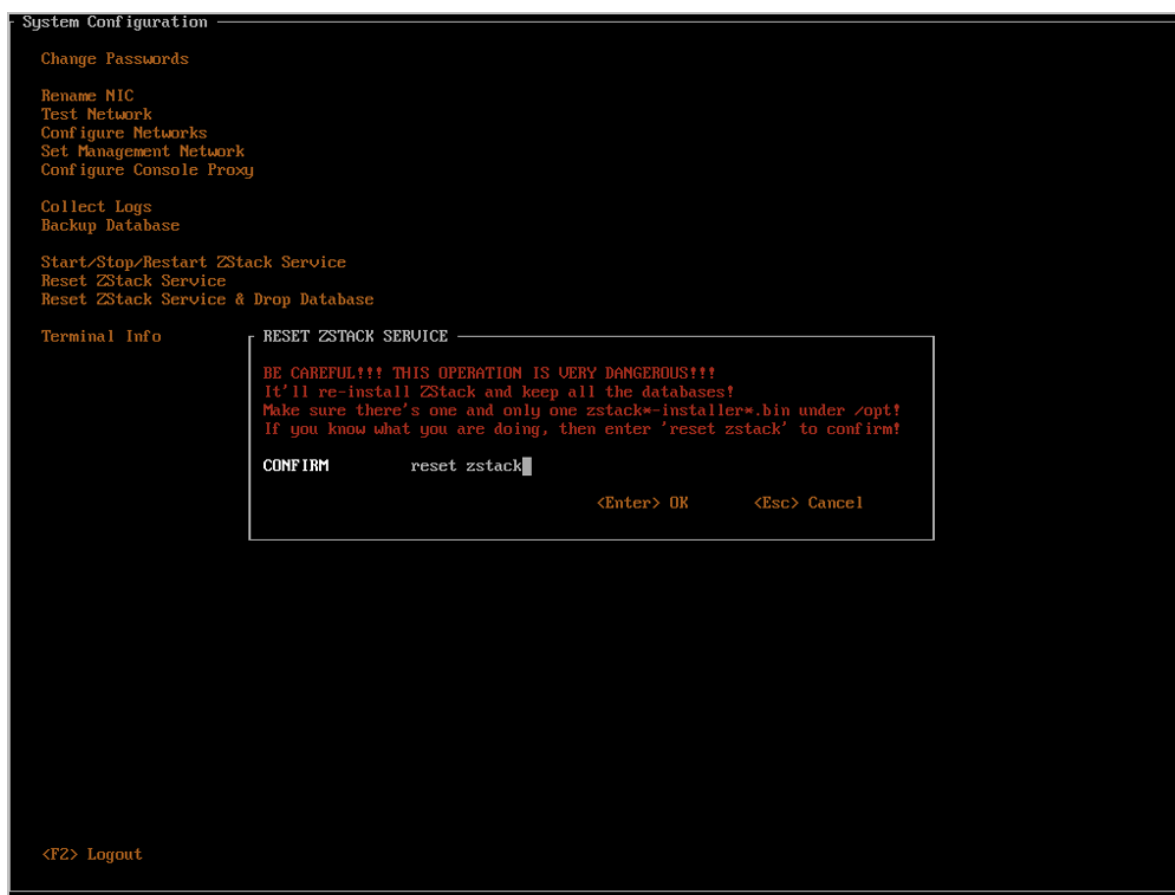 System Configuration
Change Passwords
Rename NIC
Test Network
Configure Networks
Set Management Network
Configure Console Proxy
Collect Logs
Backup Database
Start/Stop/Restart ZStack Service
Reset ZStack Service
Reset ZStack Service & Drop Database
Terminal Info
RESET ZSTACK SERVICE
BE CAREFUL!!! THIS OPERATION IS VERY DANGEROUS!!!
It'll re-install ZStack and keep all the databases!
Make sure there's one and only one zstack*-installer*.bin under /opt!
If you know what you are doing, then enter 'reset zstack' to confirm!
CONFIRM reset zstack
<Enter> OK <Esc> Cancel
<F2> Logout